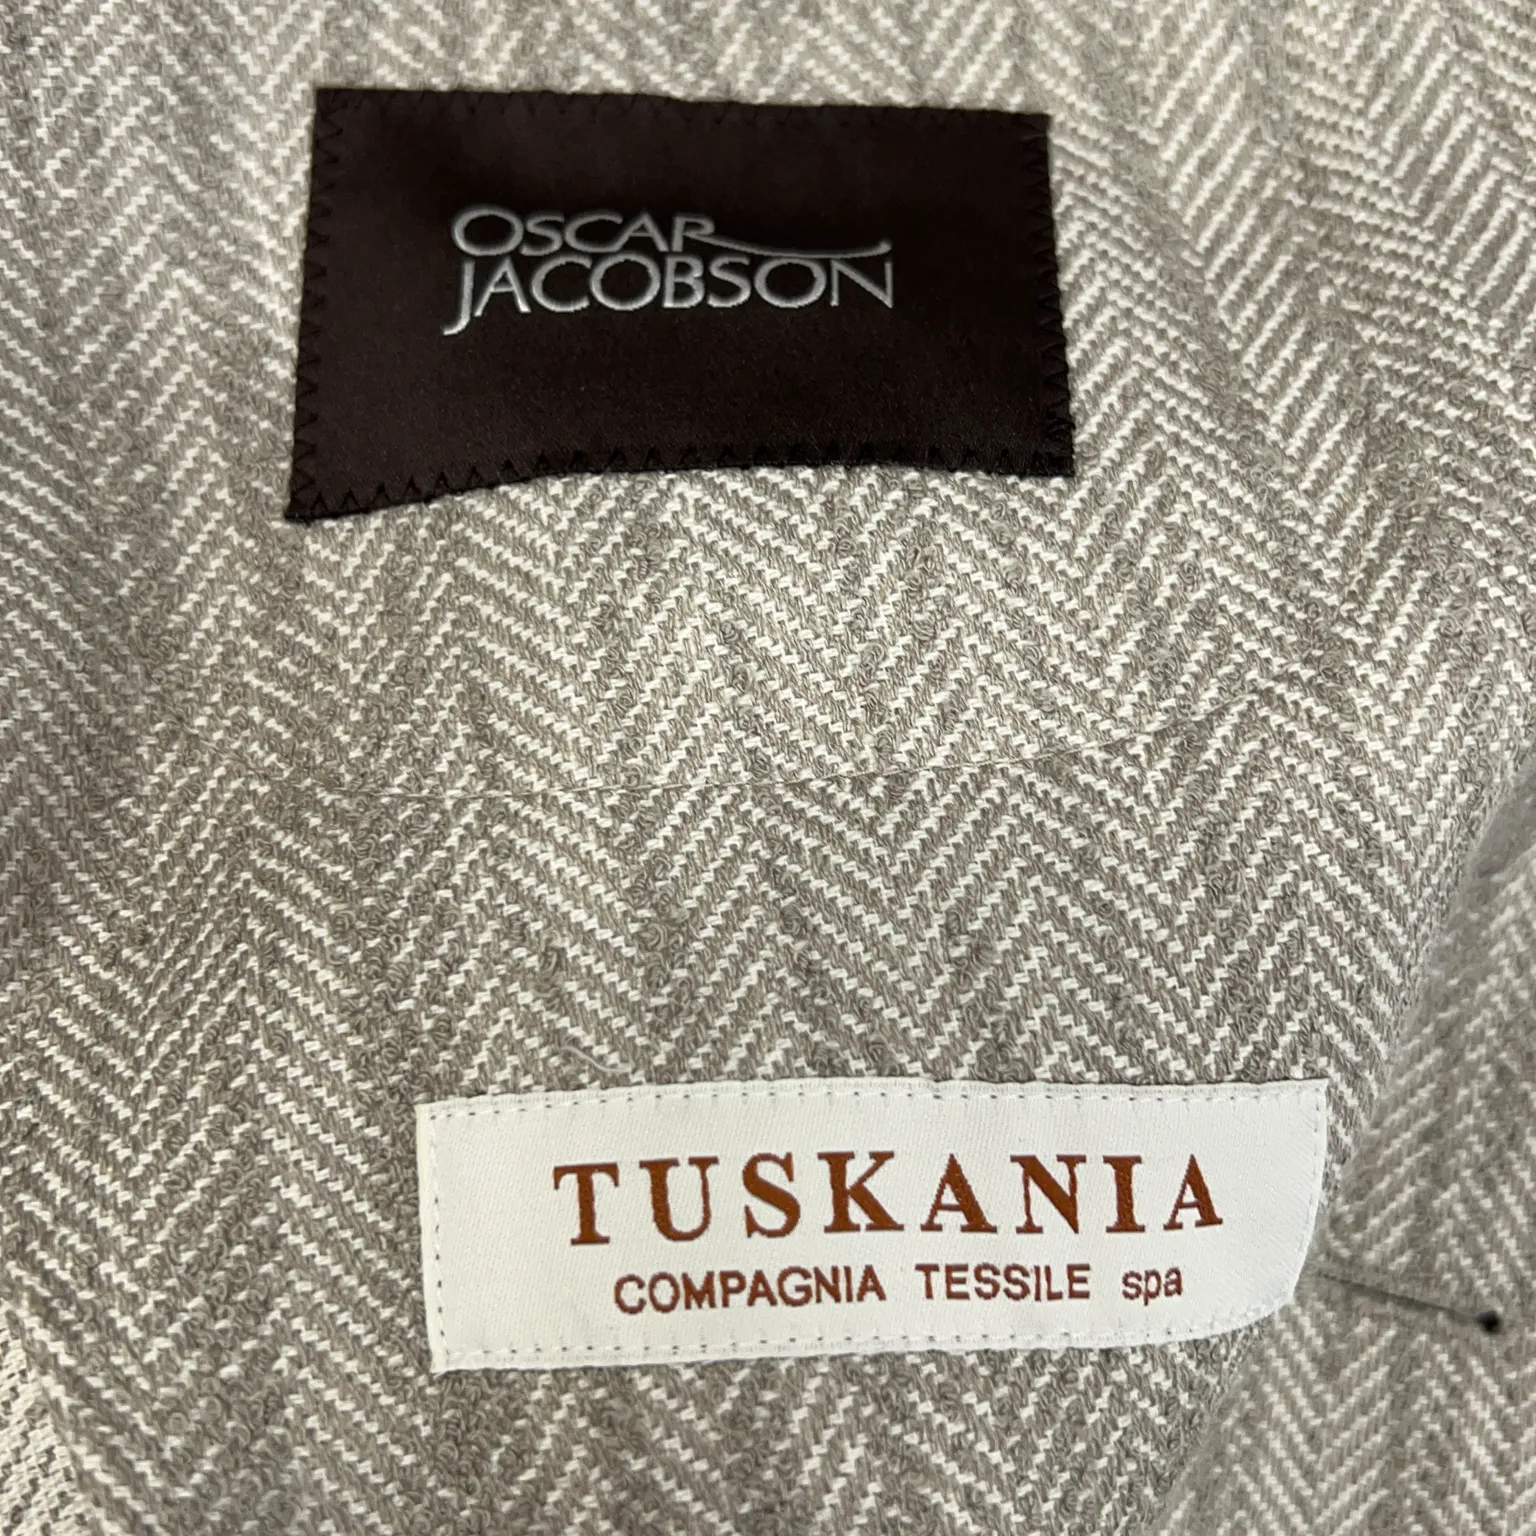 OSCAR
JACOBSON
TUSKANIA
COMPAGNIA TESSILE spa